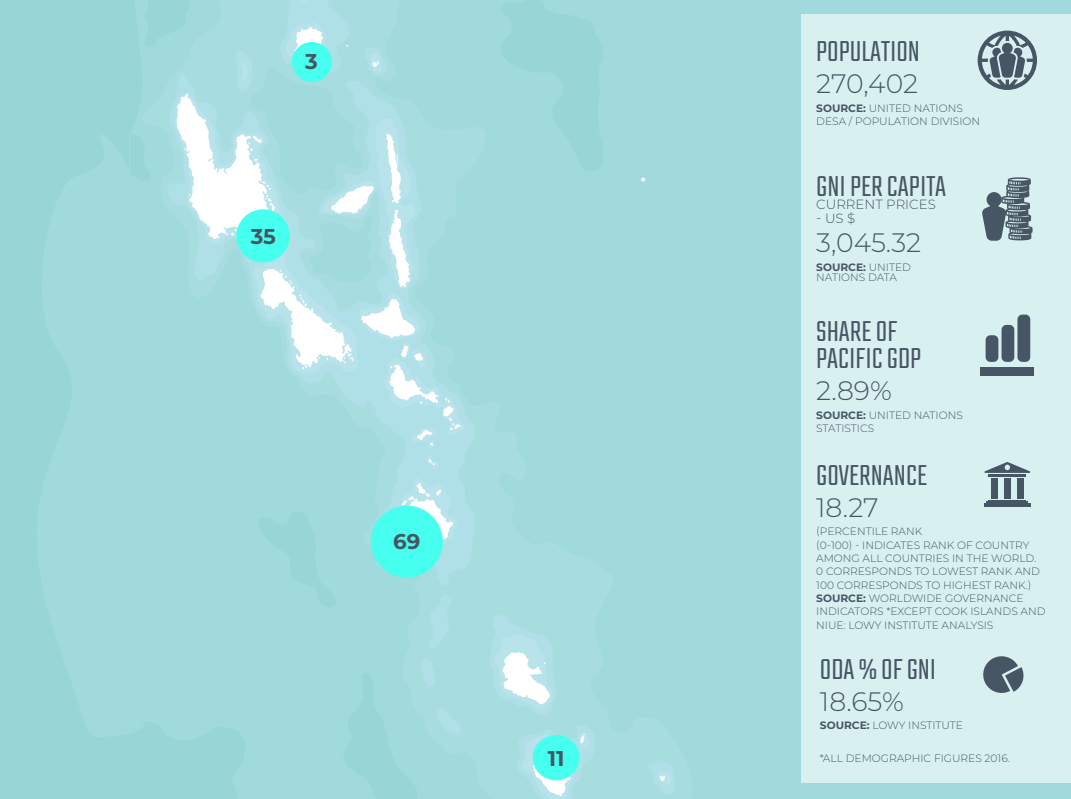 3
35
69
11
POPULATION
270,402
SOURCE: UNITED NATIONS
DESA / POPULATION DIVISION
GNI PER CAPITA
CURRENT PRICES
- US $
3,045.32
SOURCE: UNITED
NATIONS DATA
SHARE OF
PACIFIC GDP
2.89%
SOURCE: UNITED NATIONS
STATISTICS
GOVERNANCE
18.27
(PERCENTILE RANK
(0-100) - INDICATES RANK OF COUNTRY
AMONG ALL COUNTRIES IN THE WORLD.
0 CORRESPONDS TO LOWEST RANK AND
100 CORRESPONDS TO HIGHEST RANK.)
SOURCE: WORLDWIDE GOVERNANCE
INDICATORS *EXCEPT COOK ISLANDS AND
NIUE: LOWY INSTITUTE ANALYSIS
ODA % OF GNI
18.65%
SOURCE: LOWY INSTITUTE
*ALL DEMOGRAPHIC FIGURES 2016.